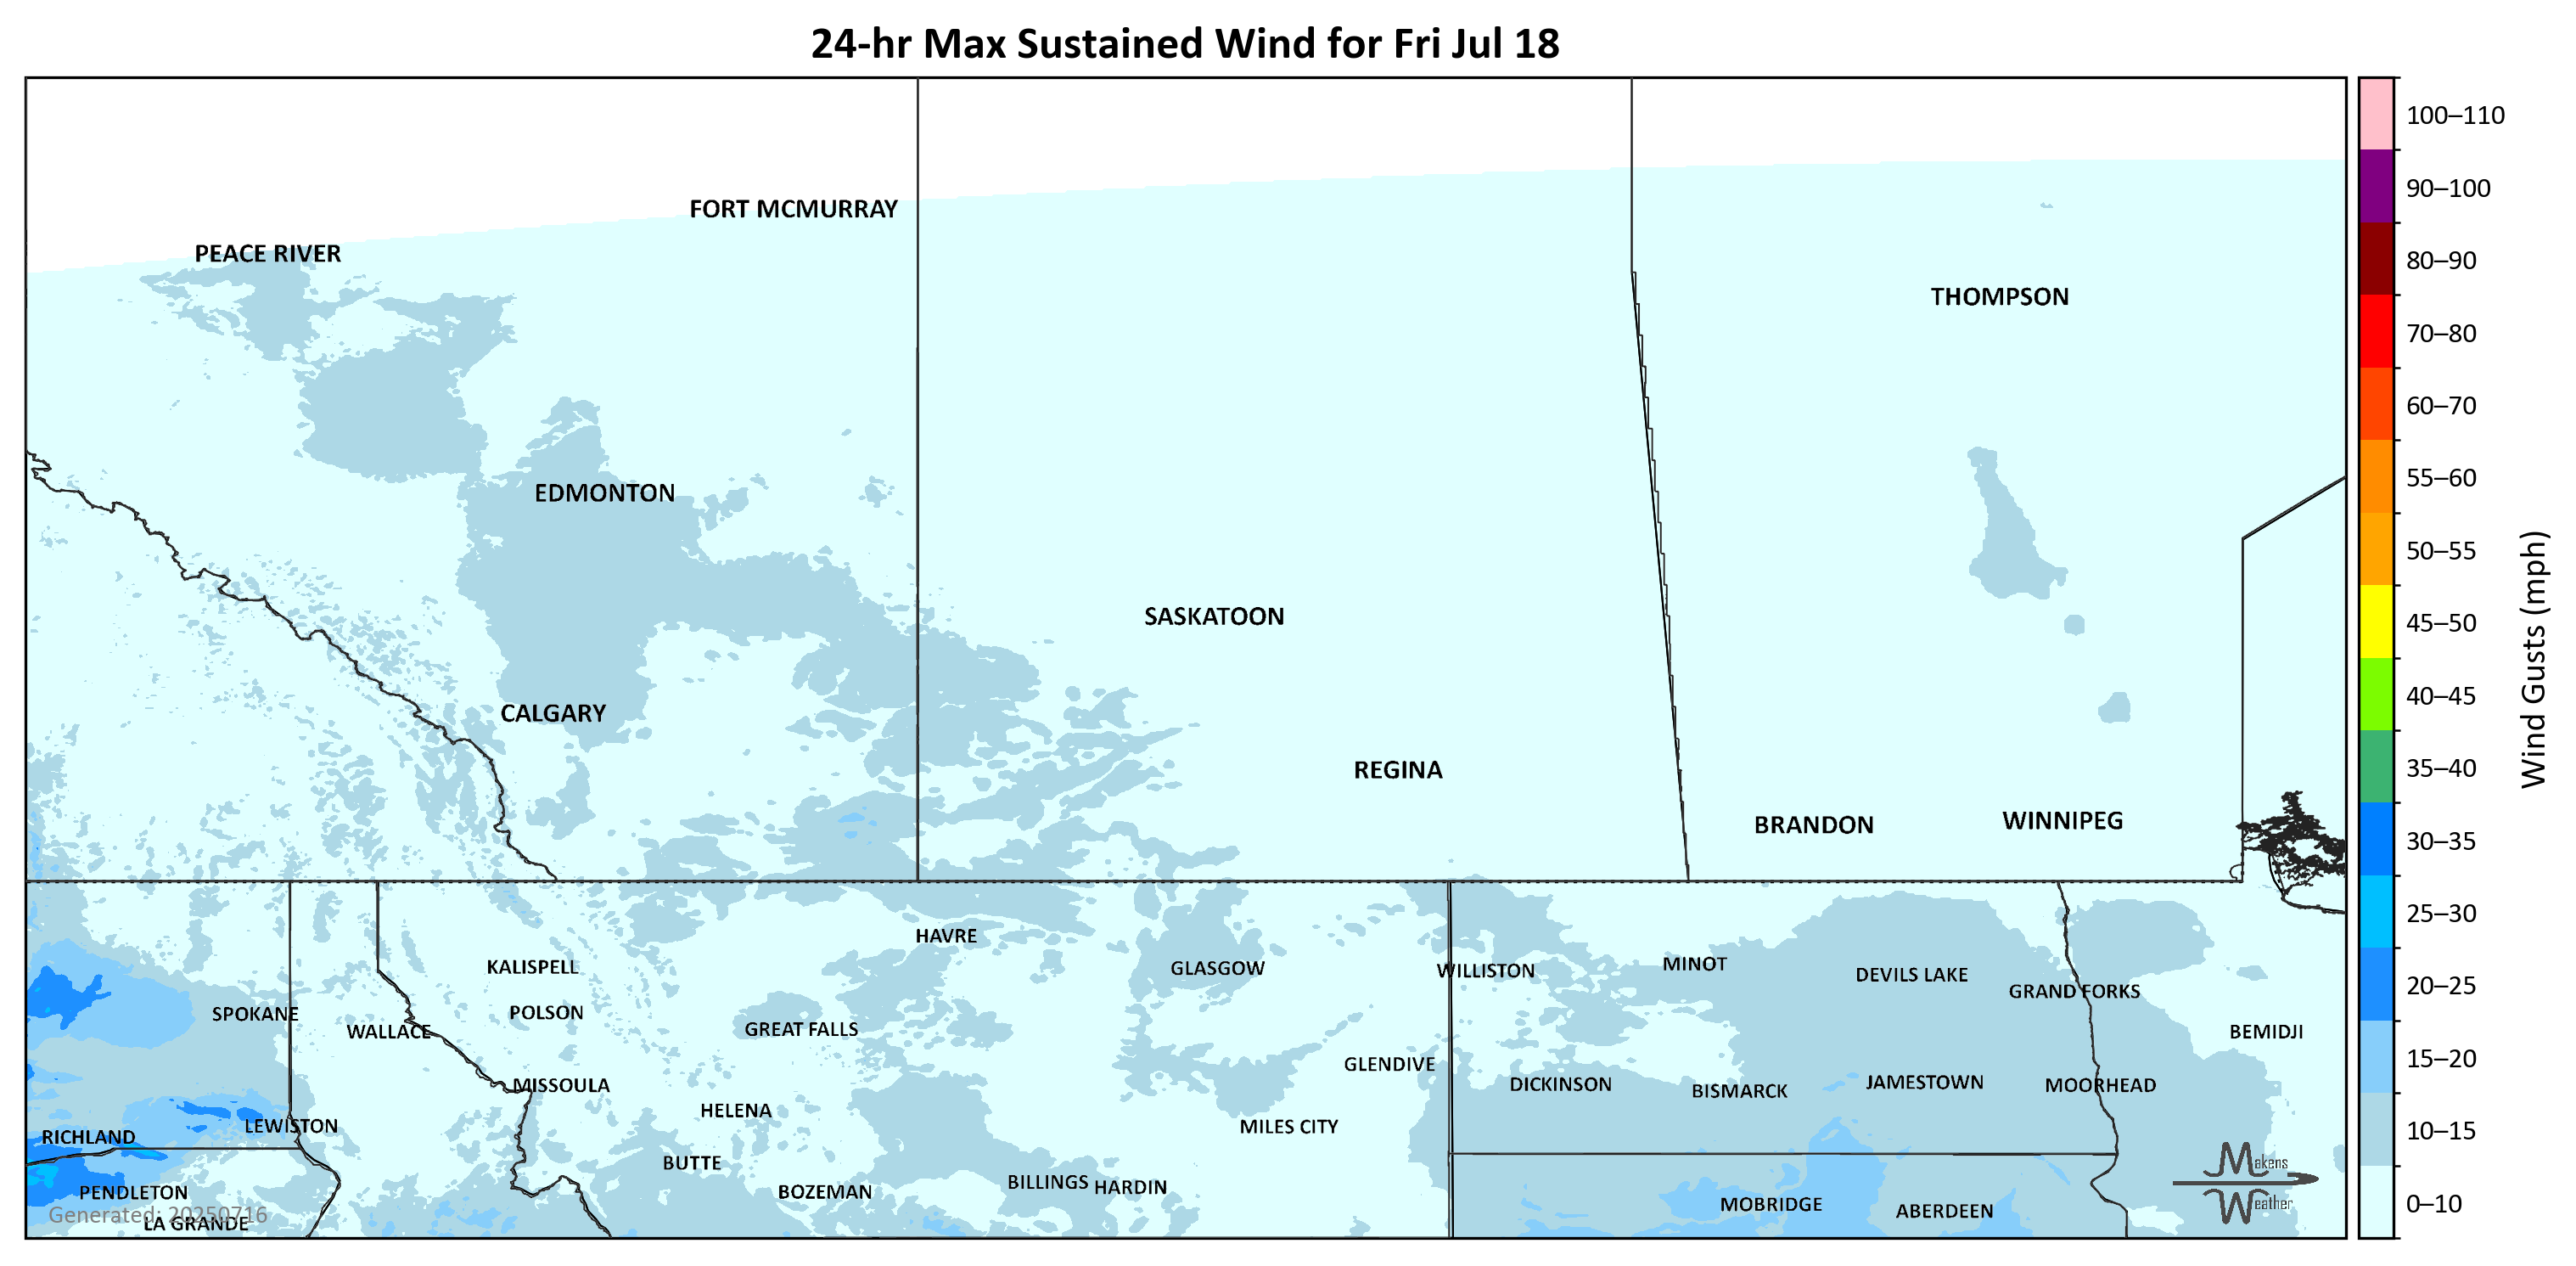 24-hr Max Sustained Wind for Fri Jul 18
FORT MCMURRAY
PEACE RIVER
THOMPSON
EDMONTON
SASKATOON
CALGARY
REGINA
BRANDON
WINNIPEG
HAVRE
KALISPELL
GLASGOW
WILLISTON
MINOT
DEVILS LAKE
GRAND FORKS
SPOKANE
POLSON
WALLACE
GREAT FALLS
BEMIDJI
GLENDIVE
MISSOULA
DICKINSON
BISMARCK
JAMESTOWN
MOORHEAD
HELENA
LEWISTON
MILES CITY
RICHLAND
BUTTE
BILLINGS
HARDIN
PENDLETON
BOZEMAN
MOBRIDGE
ABERDEEN
Generated: 20250716
LA GRANDE
Makens
Weather
100–110
90–100
80–90
70–80
60–70
55–60
50–55
45–50
40–45
35–40
30–35
25–30
20–25
15–20
10–15
0–10
Wind Gusts (mph)